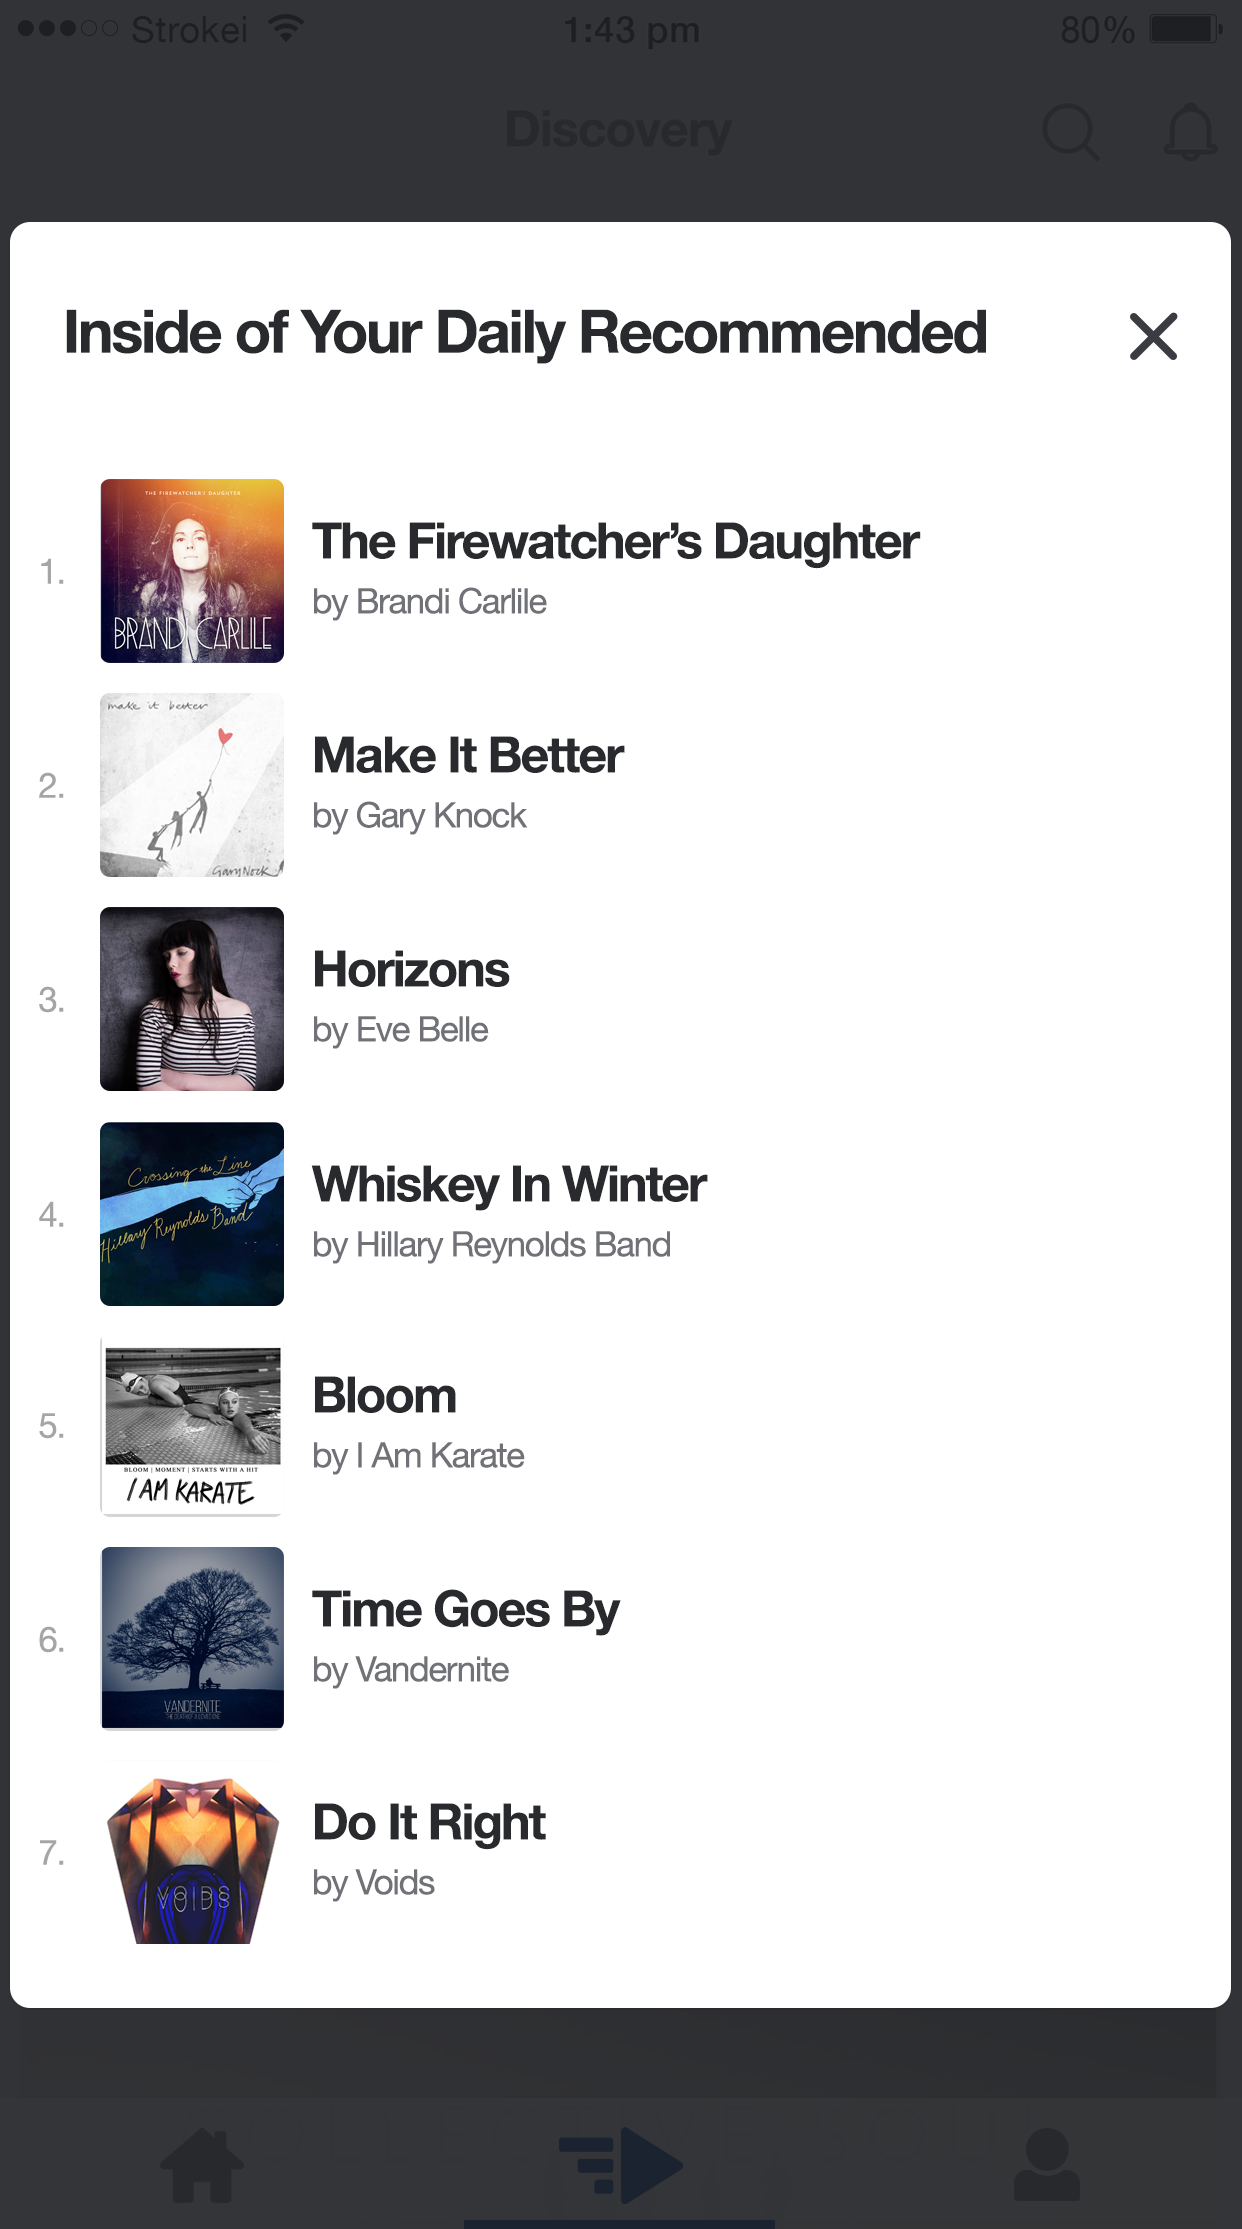 Strokei
1:43 pm
80%
Discovery
Inside of Your Daily Recommended
1.
THE FIREWATCHER'S DAUGHTER
BRANDI CARLILE
The Firewatcher’s Daughter
by Brandi Carlile
2.
make it better
Gary Nock
Make It Better
by Gary Knock
3.
Horizons
by Eve Belle
4.
Crossing the Line
Hillary Reynolds Band
Whiskey In Winter
by Hillary Reynolds Band
5.
BLOOM | MOMENT | STARTS WITH A HIT
I AM KARATE
Bloom
by I Am Karate
6.
VANDERNITE
Time Goes By
by Vandernite
7.
VOIDS
Do It Right
by Voids